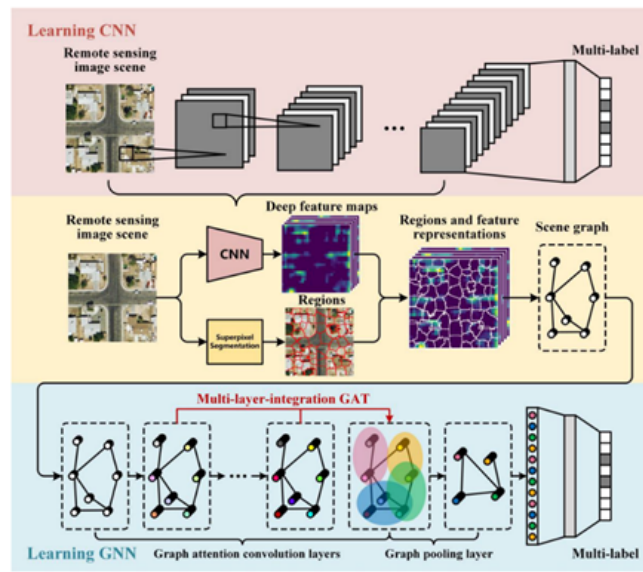 Learning CNN
Remote sensing
image scene
Multi-label
Remote sensing
image scene
Deep feature maps
CNN
Regions
Superpixel
Segmentation
Regions and feature
representations
Scene graph
Multi-layer-integration GAT
Graph attention convolution layers
Graph pooling layer
Learning GNN
Multi-label